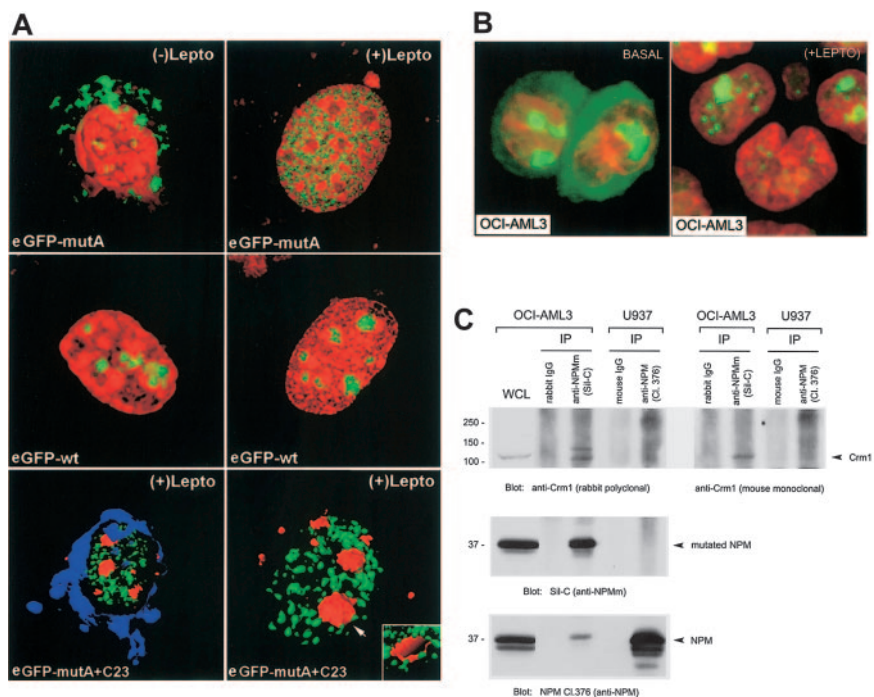 A
(-)Lepto
(+)Lepto
eGFP-mutA
eGFP-mutA
eGFP-wt
eGFP-wt
(+)Lepto
(+)Lepto
eGFP-mutA+C23
eGFP-mutA+C23
B
BASAL
(+LEPTO)
OCI-AML3
OCI-AML3
C
OCI-AML3
U937
OCI-AML3
U937
IP
IP
IP
IP
WCL
rabbit IgG
anti-NPMm (Sil-C)
mouse IgG
anti-NPM (Cl. 376)
rabbit IgG
anti-NPMm (Sil-C)
mouse IgG
anti-NPM (Cl. 376)
250 -
150 -
100 -
Crm1
Blot: anti-Crm1 (rabbit polyclonal)
anti-Crm1 (mouse monoclonal)
37 -
mutated NPM
Blot: Sil-C (anti-NPMm)
37 -
NPM
Blot: NPM Cl.376 (anti-NPM)